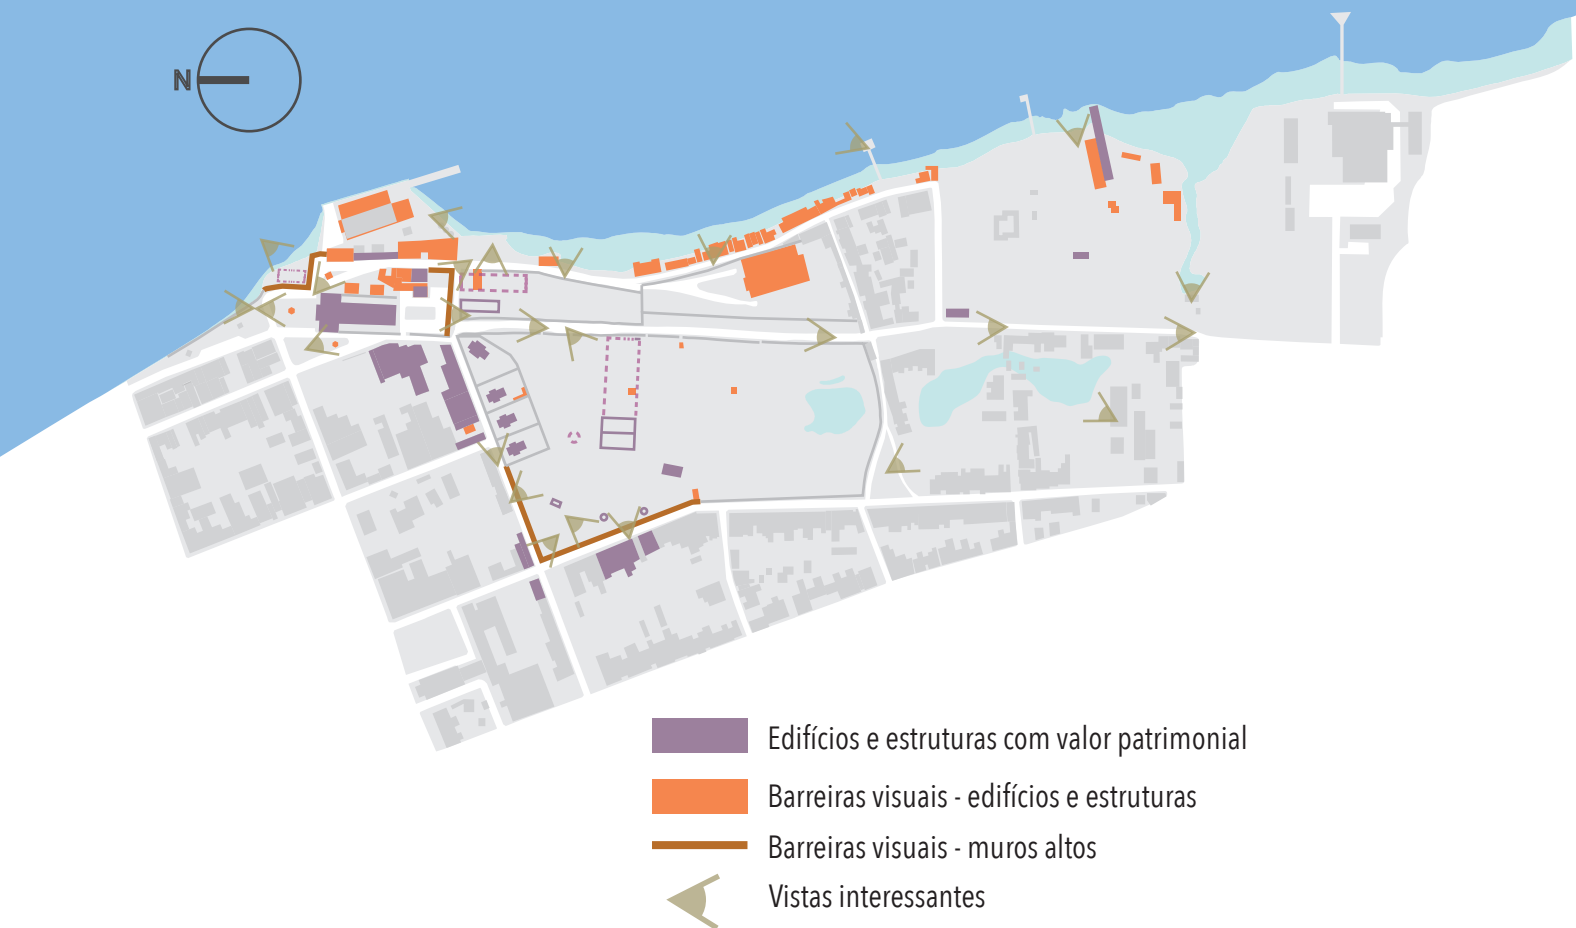 N
Edifícios e estruturas com valor patrimonial
Barreiras visuais - edifícios e estruturas
Barreiras visuais - muros altos
Vistas interessantes